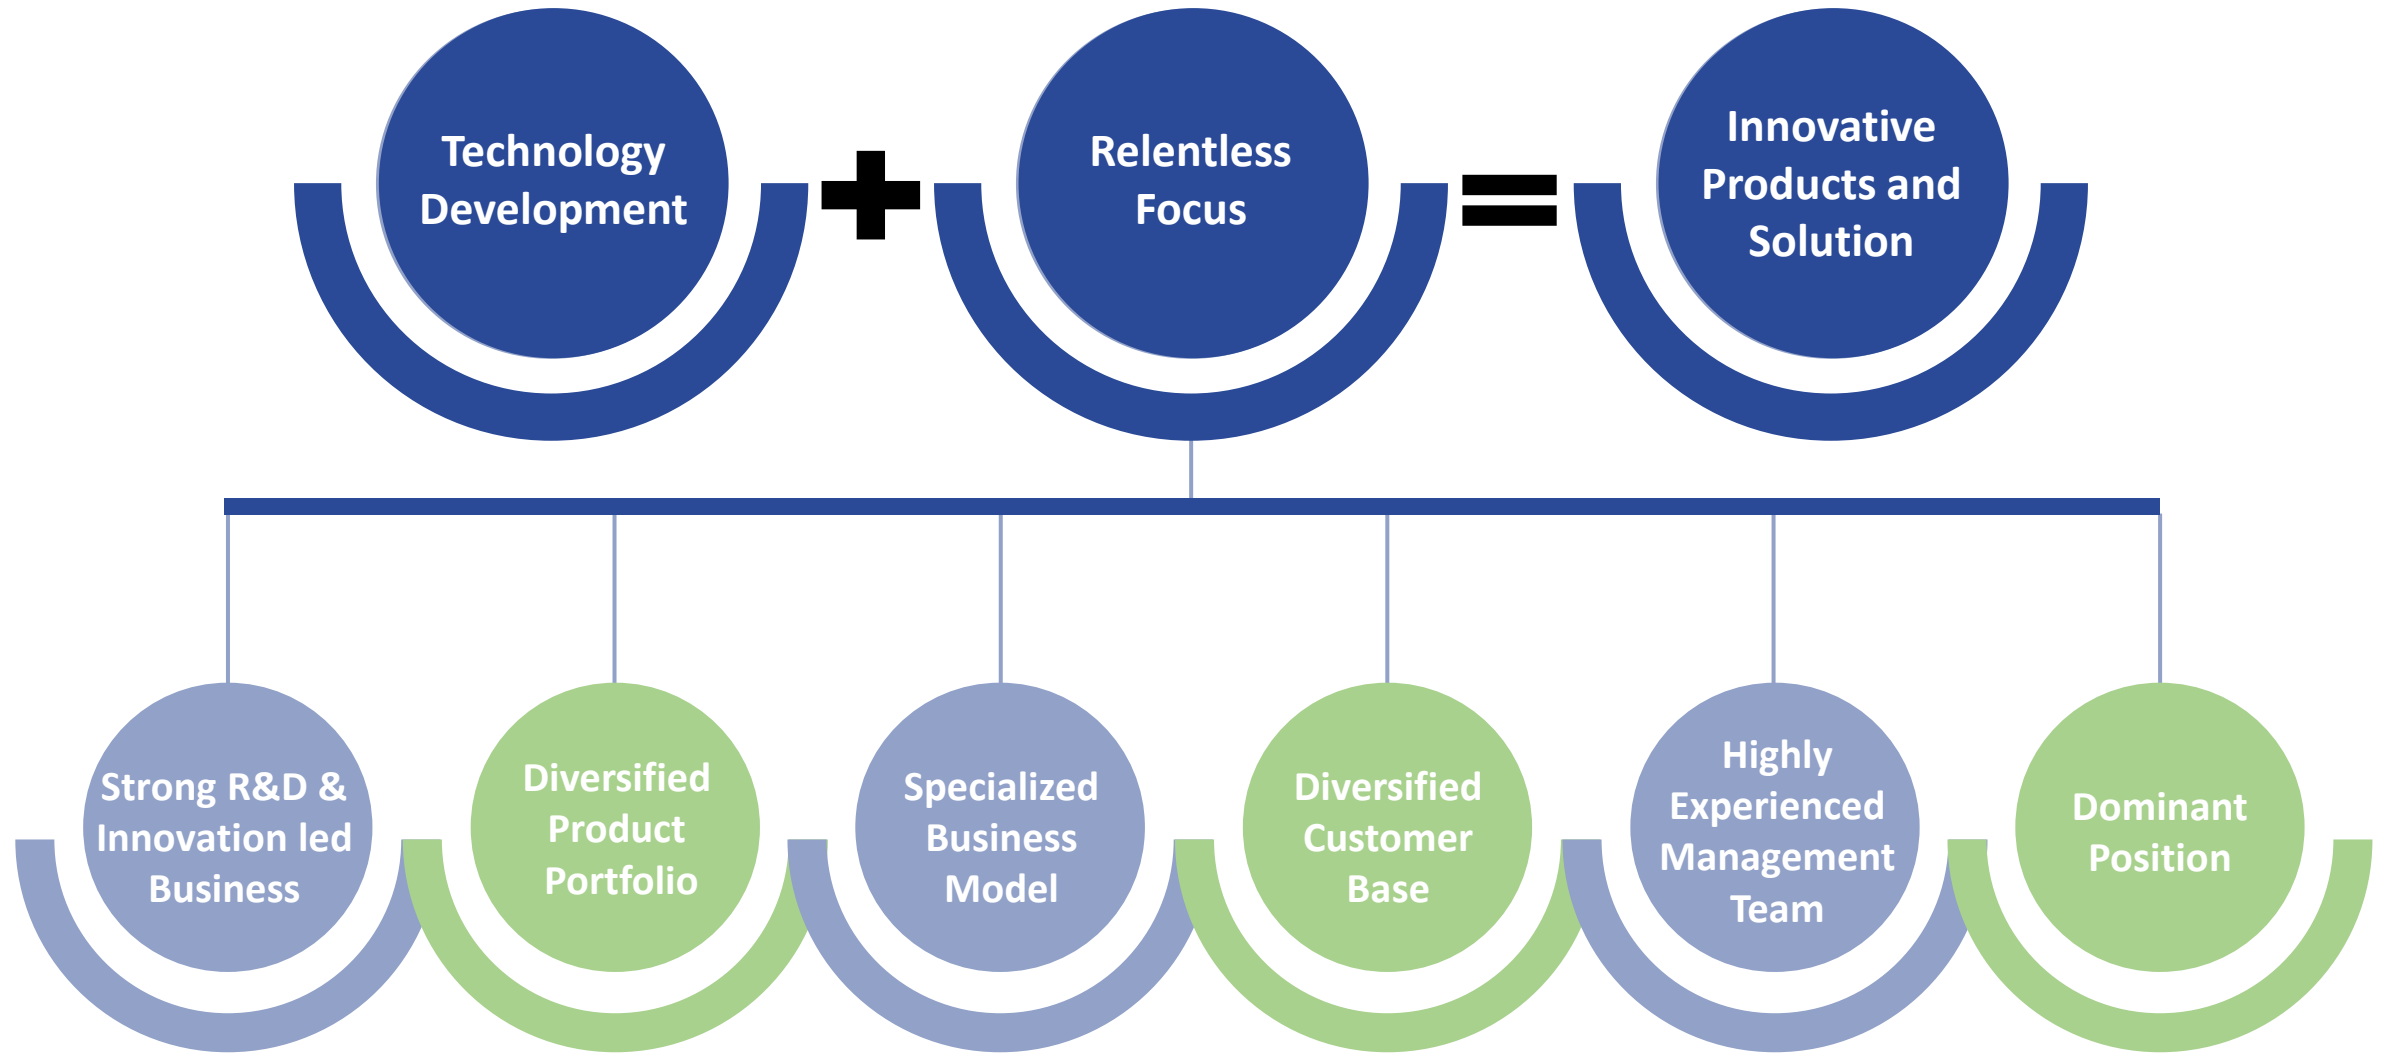 Technology
Development
Relentless
Focus
Innovative
Products and
Solution
Strong R&D &
Innovation led
Business
Diversified
Product
Portfolio
Specialized
Business
Model
Diversified
Customer
Base
Highly
Experienced
Management
Team
Dominant
Position